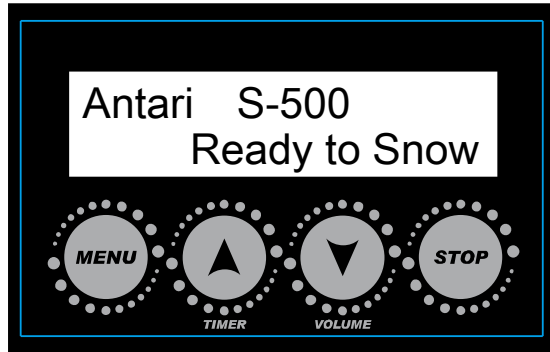 Antari S-500
Ready to Snow
MENU
STOP
TIMER
VOLUME